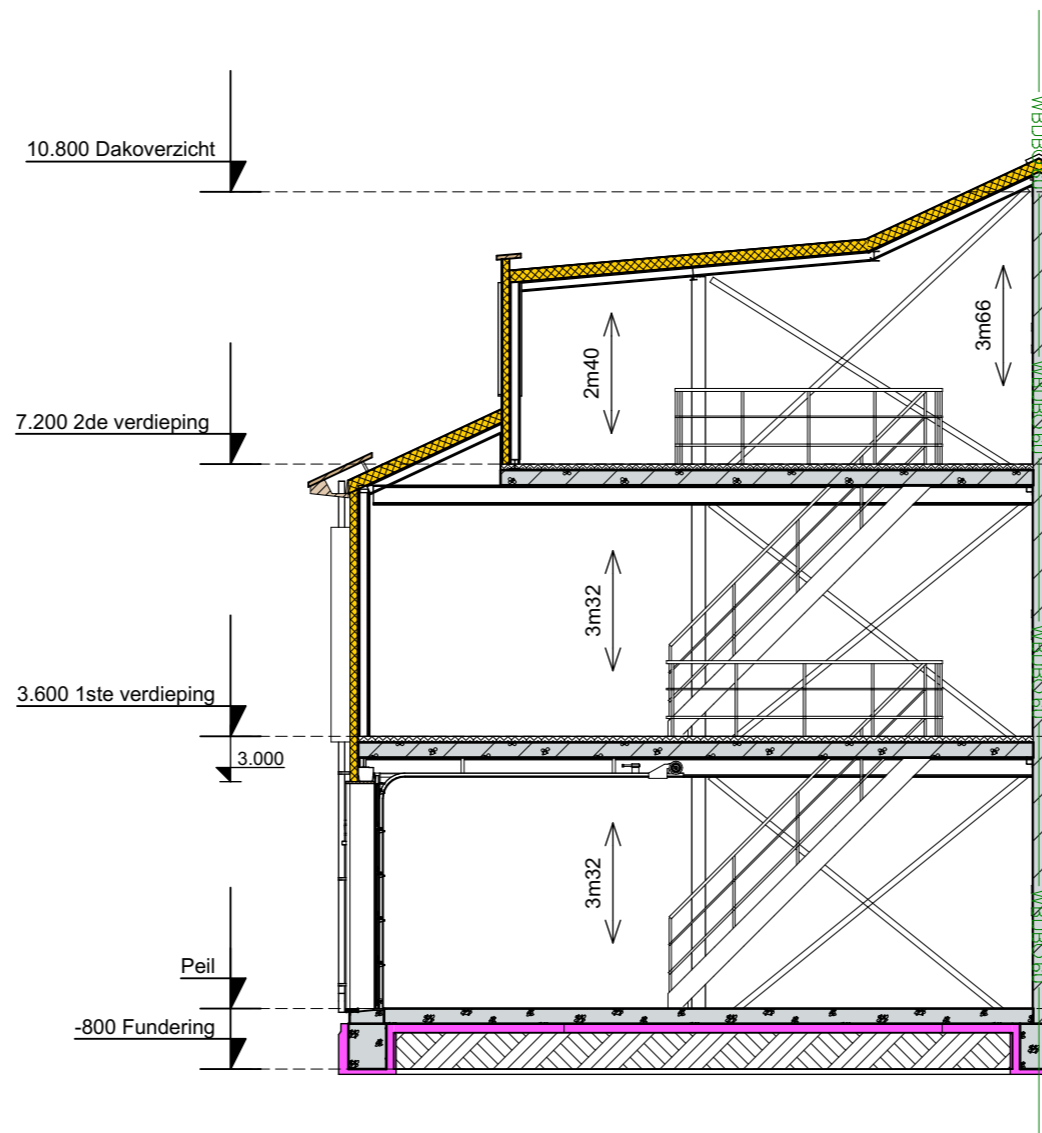 10.800 Dakoverzicht
3m66
2m40
7.200 2de verdieping
3m32
3.600 1ste verdieping
3.000
3m32
Peil
-800 Fundering